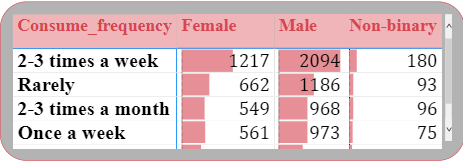 Consume_frequency Female Male Non-binary
2-3 times a week 1217 2094 180
Rarely 662 1186 93
2-3 times a month 549 968 96
Once a week 561 973 75